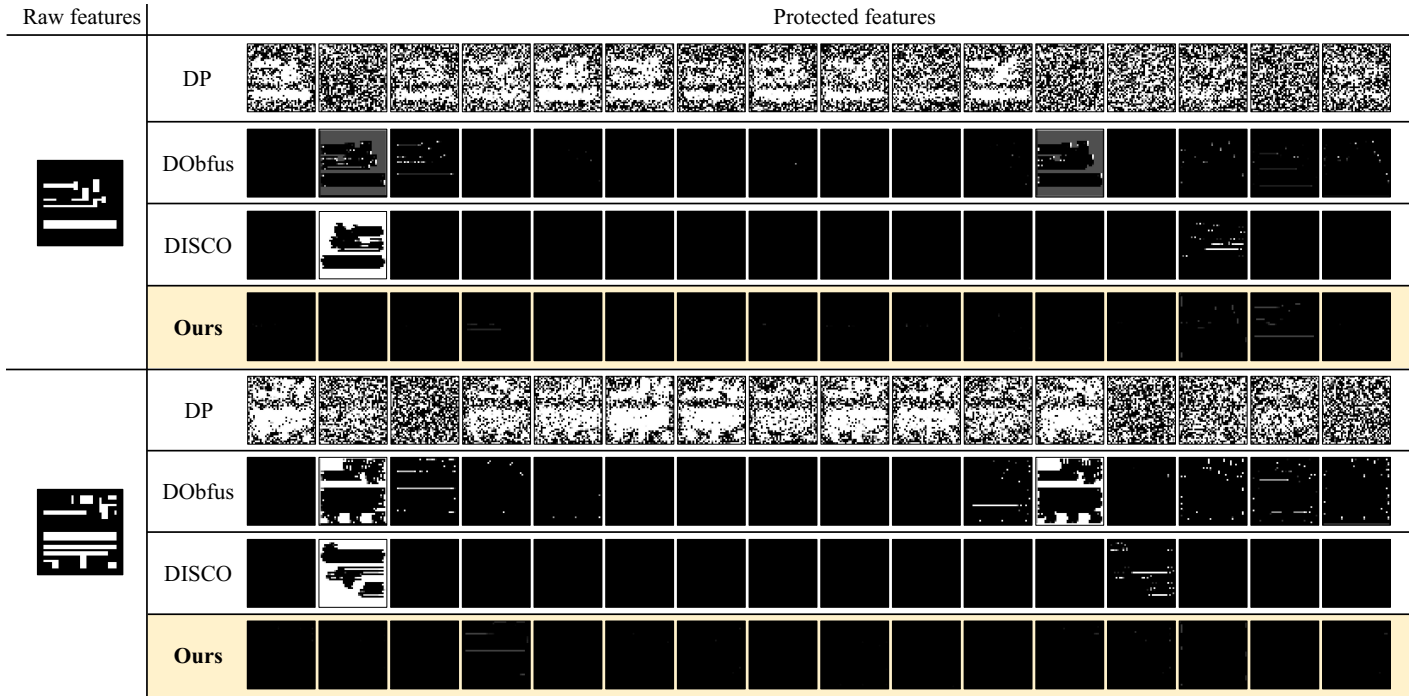 Raw features Protected features
DP
DObfus
DISCO
Ours
DP
DObfus
DISCO
Ours